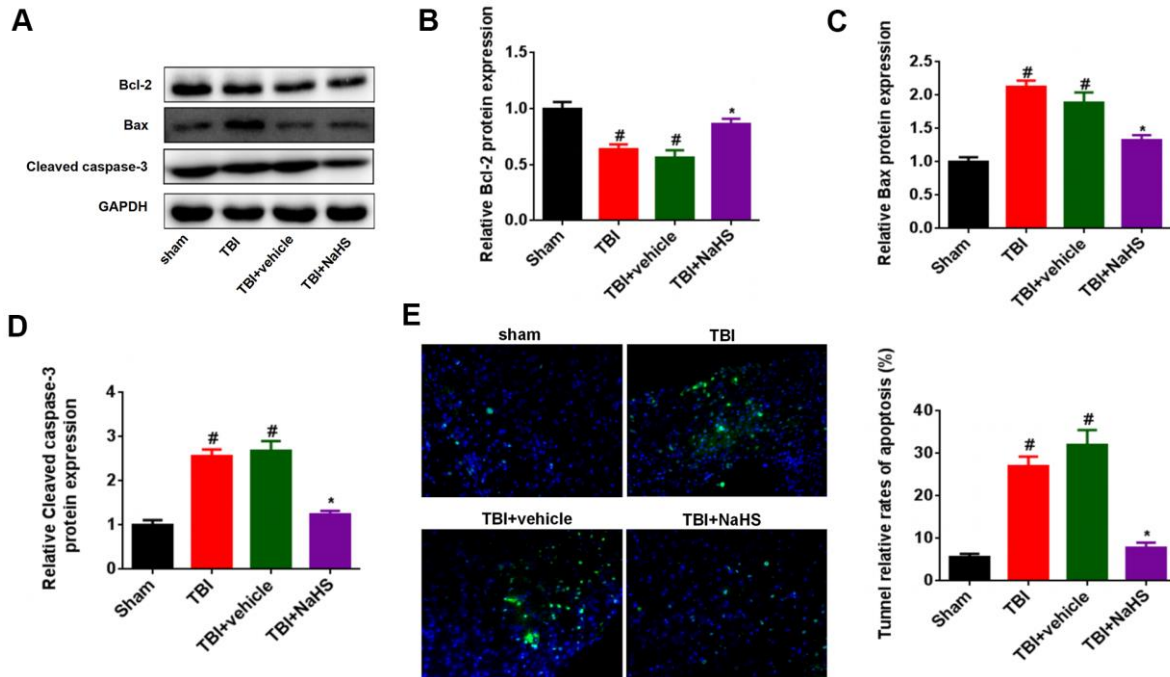 A
Bcl-2
Bax
Cleaved caspase-3
GAPDH
sham
TBI
TBI+vehicle
TBI+NaHS
B
Relative Bcl-2 protein expression
1.5
1.0
0.5
0.0
#
#
*
Sham
TBI
TBI+vehicle
TBI+NaHS
C
Relative Bax protein expression
2.5
2.0
1.5
1.0
0.5
0.0
#
#
*
Sham
TBI
TBI+vehicle
TBI+NaHS
D
Relative Cleaved caspase-3
protein expression
4
3
2
1
0
#
#
*
Sham
TBI
TBI+vehicle
TBI+NaHS
E
sham
TBI
TBI+vehicle
TBI+NaHS
Tunnel relative rates of apoptosis (%)
40
30
20
10
0
#
#
*
Sham
TBI
TBI+vehicle
TBI+NaHS